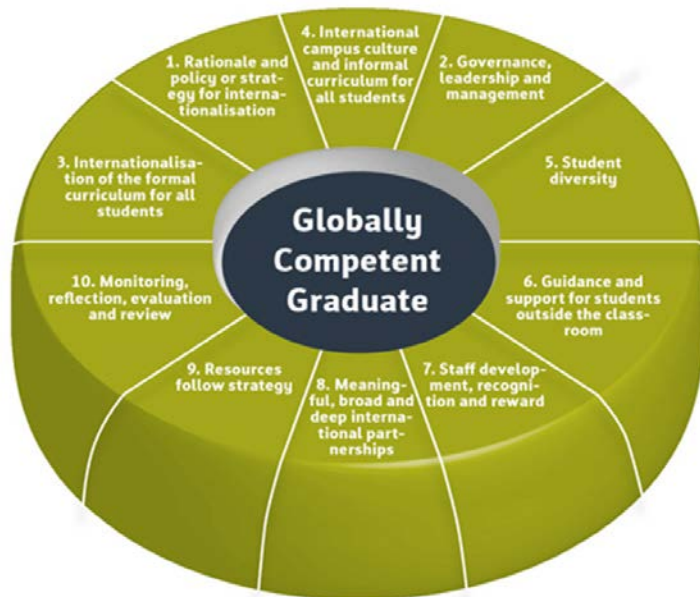 4. International
campus culture
and informal
curriculum for
all students
1. Rationale and
policy or strat-
egy for interna-
tionalisation
2. Governance,
leadership and
management
3. Internationalisa-
tion of the formal
curriculum for all
students
5. Student
diversity
Globally
Competent
Graduate
10. Monitoring,
reflection, evaluation
and review
6. Guidance and
support for students
outside the class-
room
9. Resources
follow strategy
8. Meaning-
ful, broad and
deep internat-
ional part-
nerships
7. Staff develop-
ment, recogni-
tion and reward